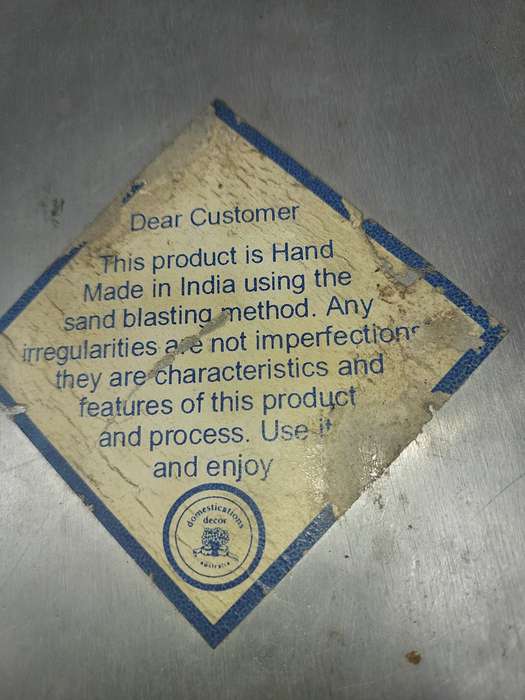 Dear Customer
This product is Hand
Made in India using the
sand blasting method. Any
irregularities are not imperfections
they are characteristics and
features of this product
and process. Use it
and enjoy
domestications
decor
australia